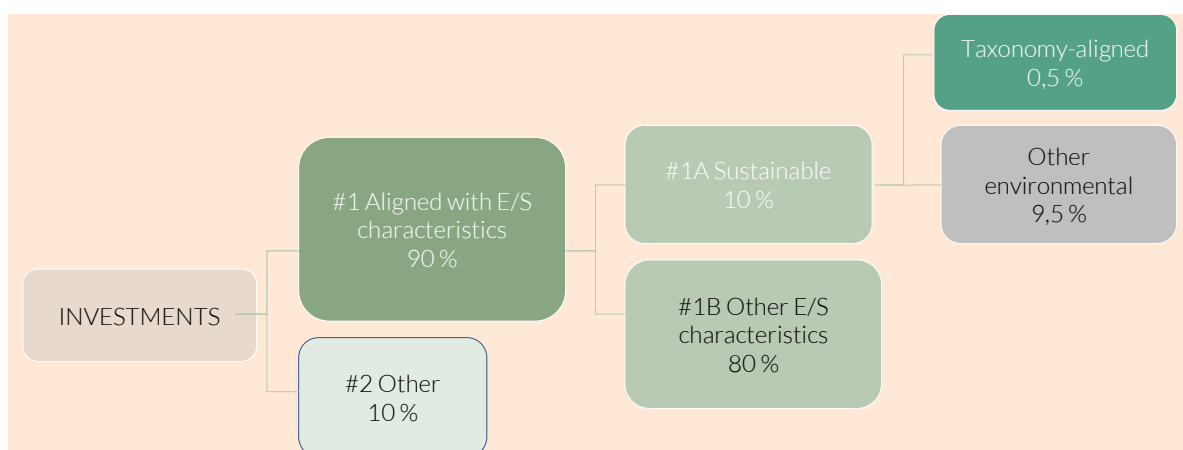 INVESTMENTS
#1 Aligned with E/S
characteristics
90 %
#2 Other
10 %
#1A Sustainable
10 %
#1B Other E/S
characteristics
80 %
Taxonomy-aligned
0,5 %
Other
environmental
9,5 %